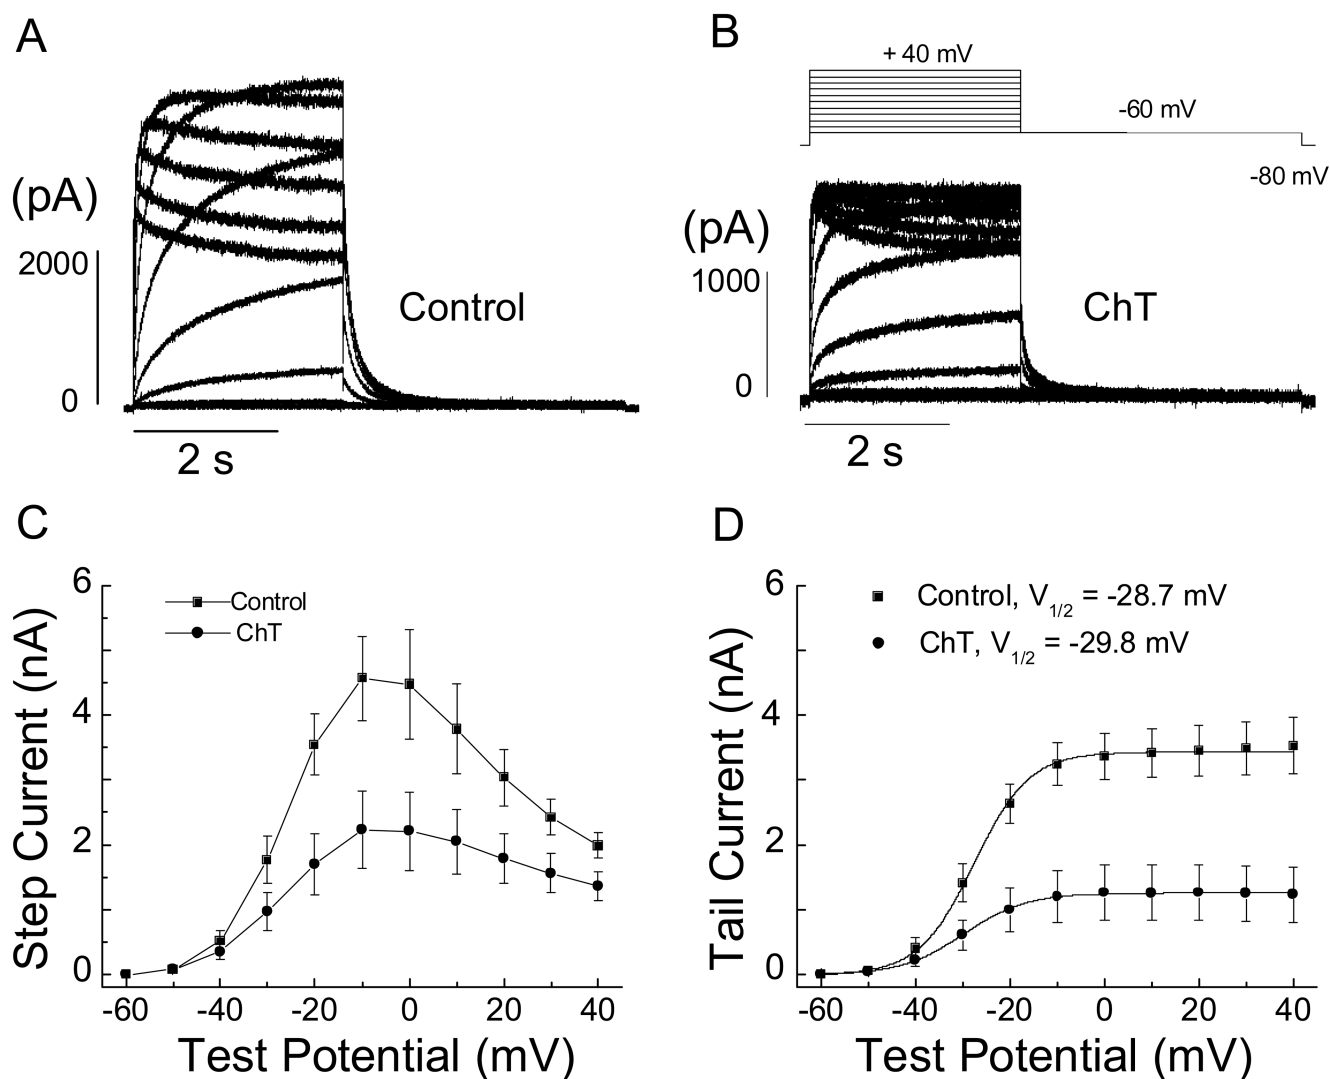 A
(pA)
2000
0
Control
2 s
B
+ 40 mV
-60 mV
-80 mV
(pA)
1000
0
ChT
2 s
C
Step Current (nA)
6
4
2
0
Control
ChT
-60 -40 -20 0 20 40
Test Potential (mV)
D
Tail Current (nA)
6
4
2
0
Control, V1/2 = -28.7 mV
ChT, V1/2 = -29.8 mV
-60 -40 -20 0 20 40
Test Potential (mV)